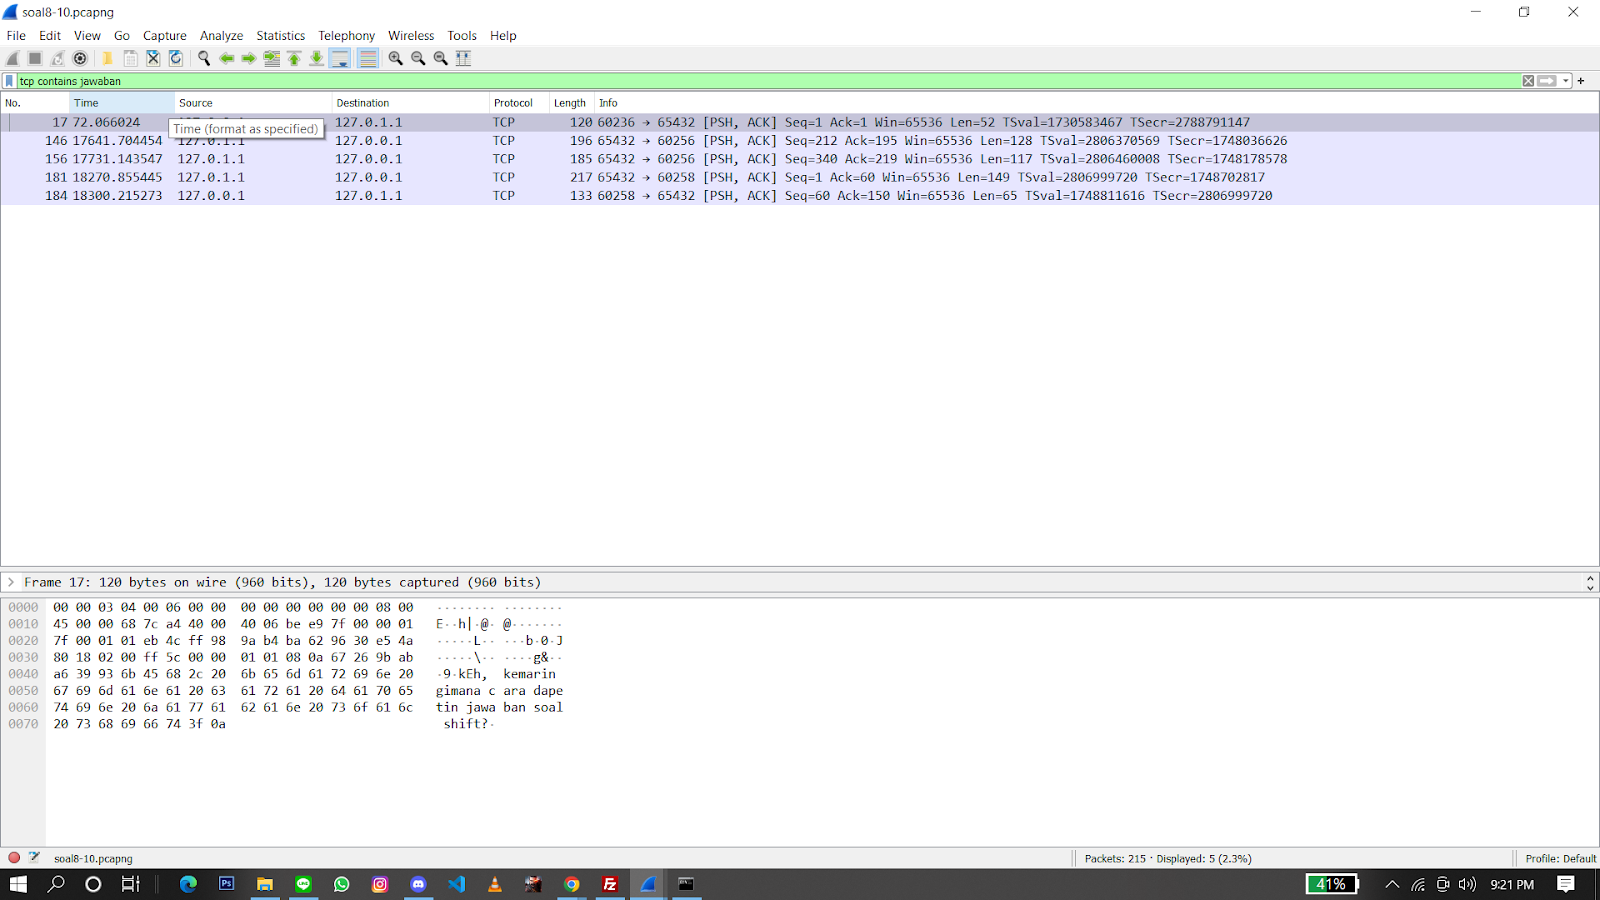 soal8-10.pcapng
File Edit View Go Capture Analyze Statistics Telephony Wireless Tools Help
tcp contains jawaban
No. Time Source Destination Protocol Length Info
17 72.066024 127.0.1.1 TCP 120 60236 → 65432 [PSH, ACK] Seq=1 Ack=1 Win=65536 Len=52 TSval=1730583467 TSecr=2788791147
Time (format as specified)
146 17641.704454 127.0.1.1 127.0.0.1 TCP 196 65432 → 60256 [PSH, ACK] Seq=212 Ack=195 Win=65536 Len=128 TSval=2806370569 TSecr=1748036626
156 17731.143547 127.0.1.1 127.0.0.1 TCP 185 65432 → 60256 [PSH, ACK] Seq=340 Ack=219 Win=65536 Len=117 TSval=2806460008 TSecr=1748178578
181 18270.855445 127.0.1.1 127.0.0.1 TCP 217 65432 → 60258 [PSH, ACK] Seq=1 Ack=60 Win=65536 Len=149 TSval=2806999720 TSecr=1748702817
184 18300.215273 127.0.0.1 127.0.1.1 TCP 133 60258 → 65432 [PSH, ACK] Seq=60 Ack=150 Win=65536 Len=65 TSval=1748811616 TSecr=2806999720
Frame 17: 120 bytes on wire (960 bits), 120 bytes captured (960 bits)
0000 00 00 03 04 00 06 00 00 00 00 00 00 00 00 08 00 ········ ········
0010 45 00 00 68 7c a4 40 00 40 06 be e9 7f 00 00 01 E··h|·@· @·······
0020 7f 00 01 01 eb 4c ff 98 9a b4 ba 62 96 30 e5 4a ·····L·· ···b·0·J
0030 80 18 02 00 ff 5c 00 00 01 01 08 0a 67 26 9b ab ·····\·· ····g&··
0040 a6 39 93 6b 45 68 2c 20 6b 65 6d 61 72 69 6e 20 ·9·kEh, kemarin
0050 67 69 6d 61 6e 61 20 63 61 72 61 20 64 61 70 65 gimana c ara dape
0060 74 69 6e 20 6a 61 77 61 62 61 6e 20 73 6f 61 6c tin jawa ban soal
0070 20 73 68 69 66 74 3f 0a shift?·
soal8-10.pcapng Packets: 215 · Displayed: 5 (2.3%) Profile: Default
41% 9:21 PM